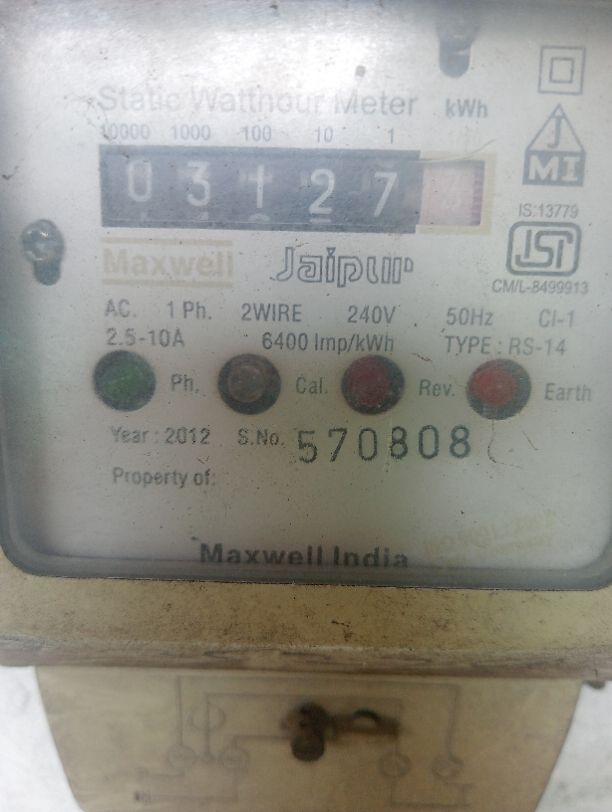 Static Watthour Meter kWh
10000 1000 100 10 1
0 3 1 2 7
J
MI
IS:13779
ISI
CM/L-8499913
Maxwell Jaipur
AC. 1 Ph. 2WIRE 240V 50Hz Cl-1
2.5-10A 6400 Imp/kWh TYPE : RS-14
Ph. Cal. Rev. Earth
Year : 2012 S.No. 570808
Property of:
Maxwell India